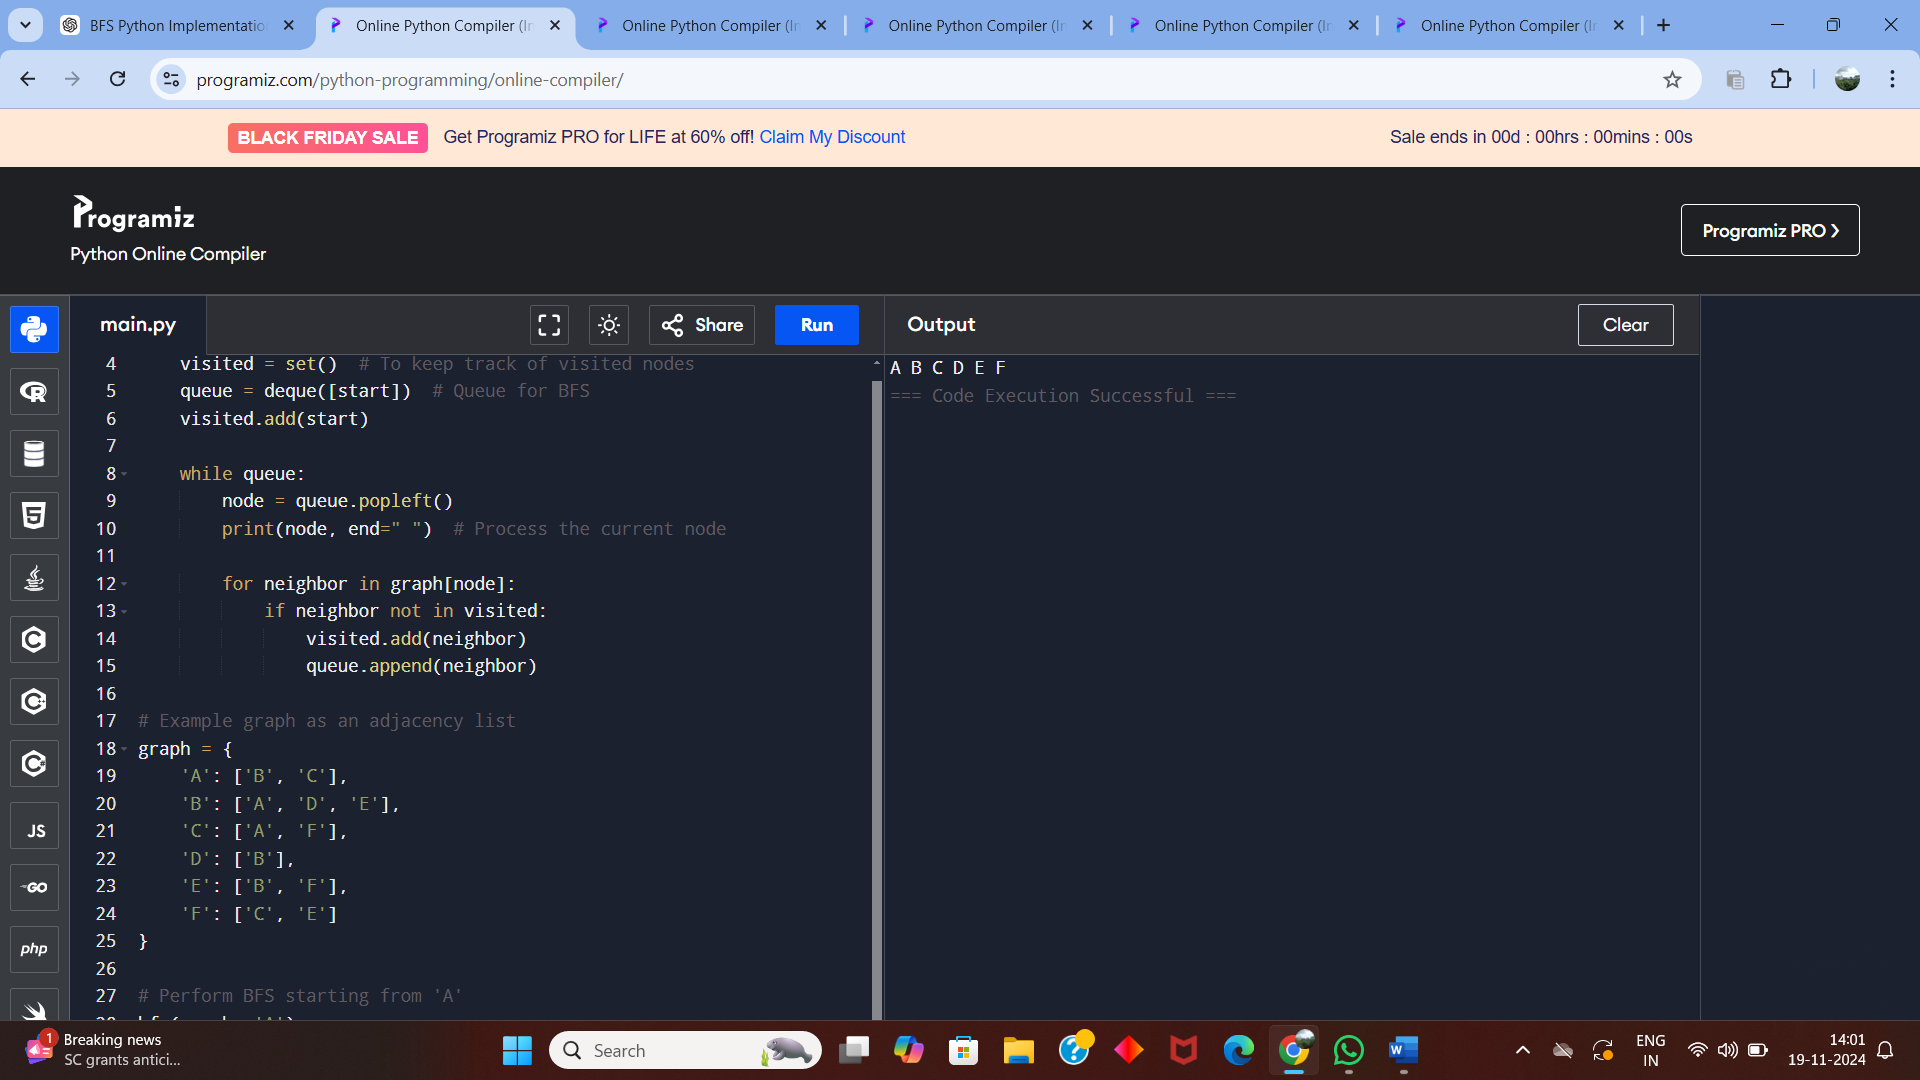 BFS Python Implementatio
Online Python Compiler (In
Online Python Compiler (In
Online Python Compiler (In
Online Python Compiler (In
Online Python Compiler (In
programiz.com/python-programming/online-compiler/
BLACK FRIDAY SALE Get Programiz PRO for LIFE at 60% off! Claim My Discount
Sale ends in 00d : 00hrs : 00mins : 00s
Programiz
Python Online Compiler
Programiz PRO
main.py
Share
Run
Output
Clear
4 visited = set() # To keep track of visited nodes
5 queue = deque([start]) # Queue for BFS
6 visited.add(start)
7
8 while queue:
9 node = queue.popleft()
10 print(node, end=" ") # Process the current node
11
12 for neighbor in graph[node]:
13 if neighbor not in visited:
14 visited.add(neighbor)
15 queue.append(neighbor)
16
17 # Example graph as an adjacency list
18 graph = {
19 'A': ['B', 'C'],
20 'B': ['A', 'D', 'E'],
21 'C': ['A', 'F'],
22 'D': ['B'],
23 'E': ['B', 'F'],
24 'F': ['C', 'E']
25 }
26
27 # Perform BFS starting from 'A'
A B C D E F
=== Code Execution Successful ===
JS
GO
php
1
Breaking news
SC grants antici...
Search
ENG
IN
14:01
19-11-2024